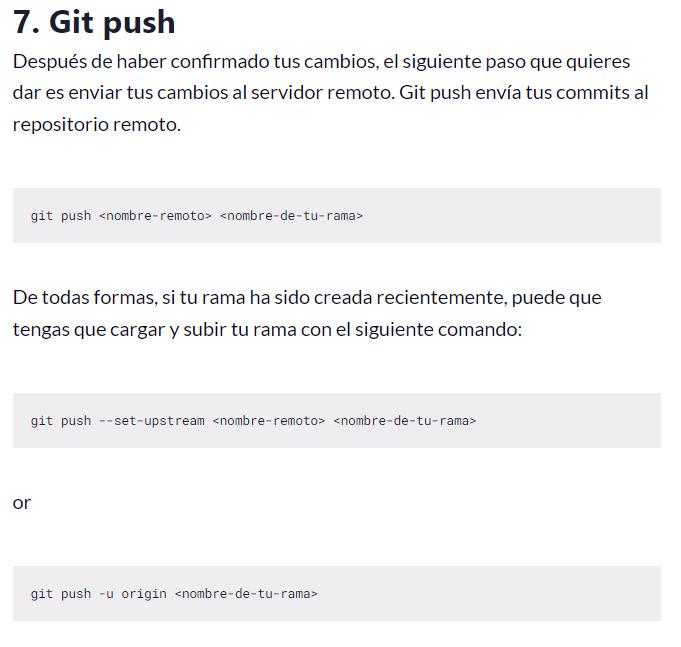 7. Git push
Después de haber confirmado tus cambios, el siguiente paso que quieres
dar es enviar tus cambios al servidor remoto. Git push envía tus commits al
repositorio remoto.
git push <nombre-remoto> <nombre-de-tu-rama>
De todas formas, si tu rama ha sido creada recientemente, puede que
tengas que cargar y subir tu rama con el siguiente comando:
git push --set-upstream <nombre-remoto> <nombre-de-tu-rama>
or
git push -u origin <nombre-de-tu-rama>